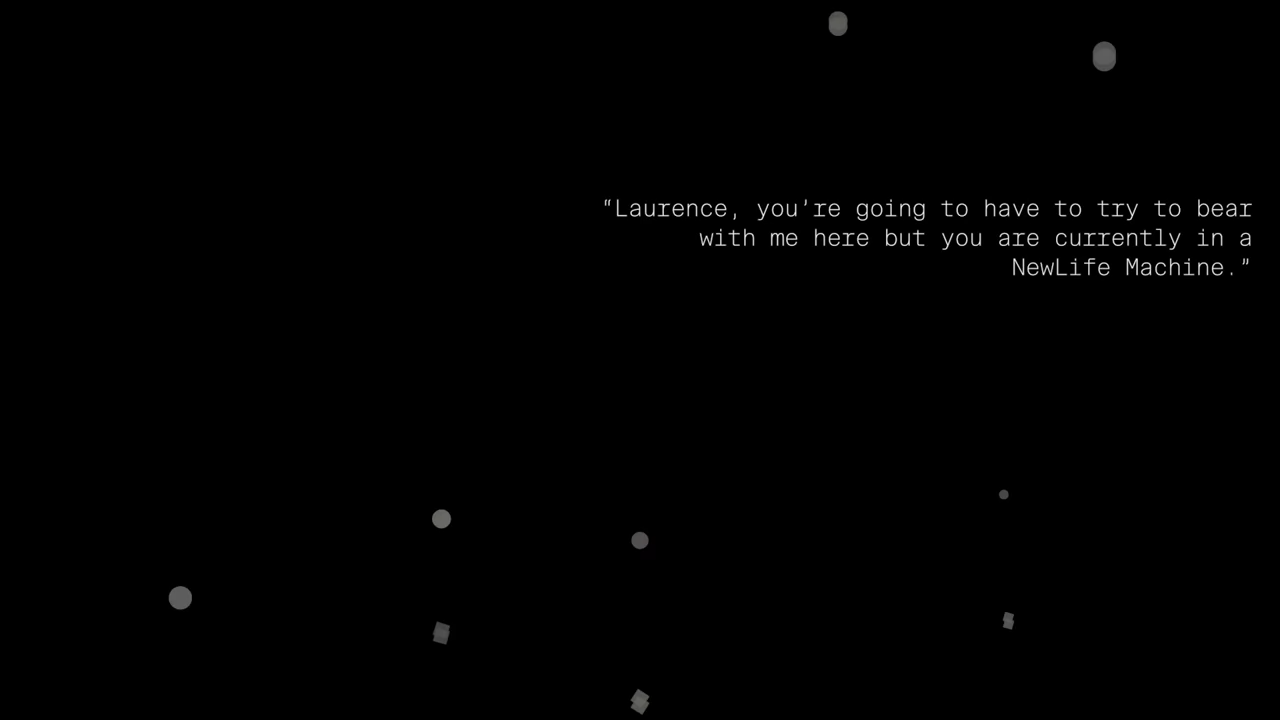 “Laurence, you're going to have to try to bear
with me here but you are currently in a
NewLife Machine.”